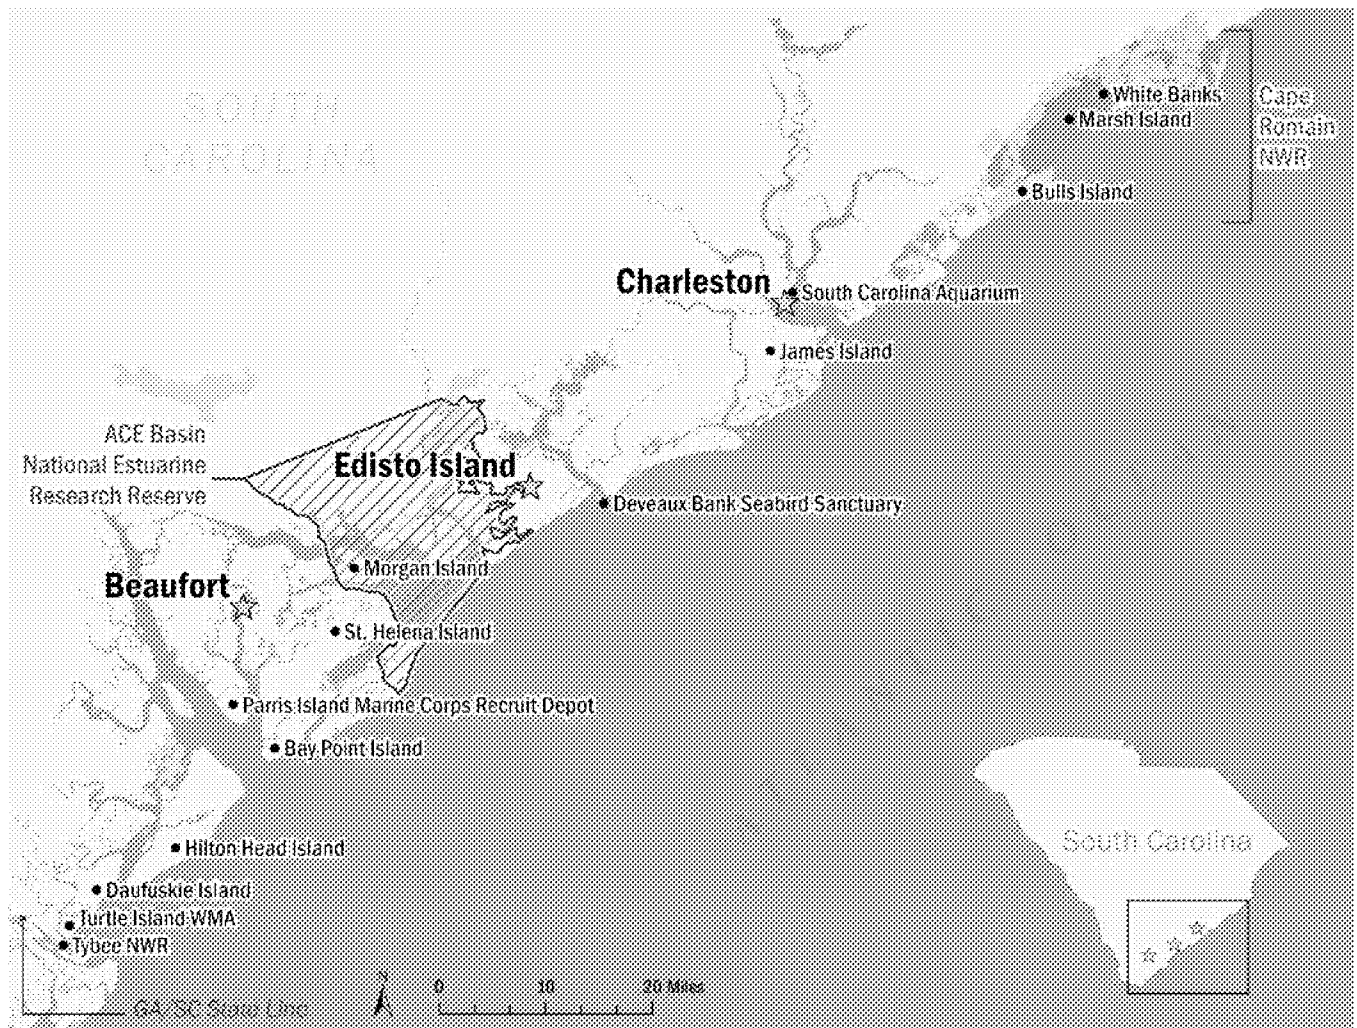 SOUTH
CAROLINA
White Banks
Marsh Island
Cape
Romain
NWR
Bulls Island
Charleston
South Carolina Aquarium
James Island
ACE Basin
National Estuarine
Research Reserve
Edisto Island
Deveaux Bank Seabird Sanctuary
Morgan Island
Beaufort
St. Helena Island
Parris Island Marine Corps Recruit Depot
Bay Point Island
Hilton Head Island
South Carolina
Daufuskie Island
Turtle Island WMA
Tybee NWR
GA/SC State Line
N
0 10 20 Miles